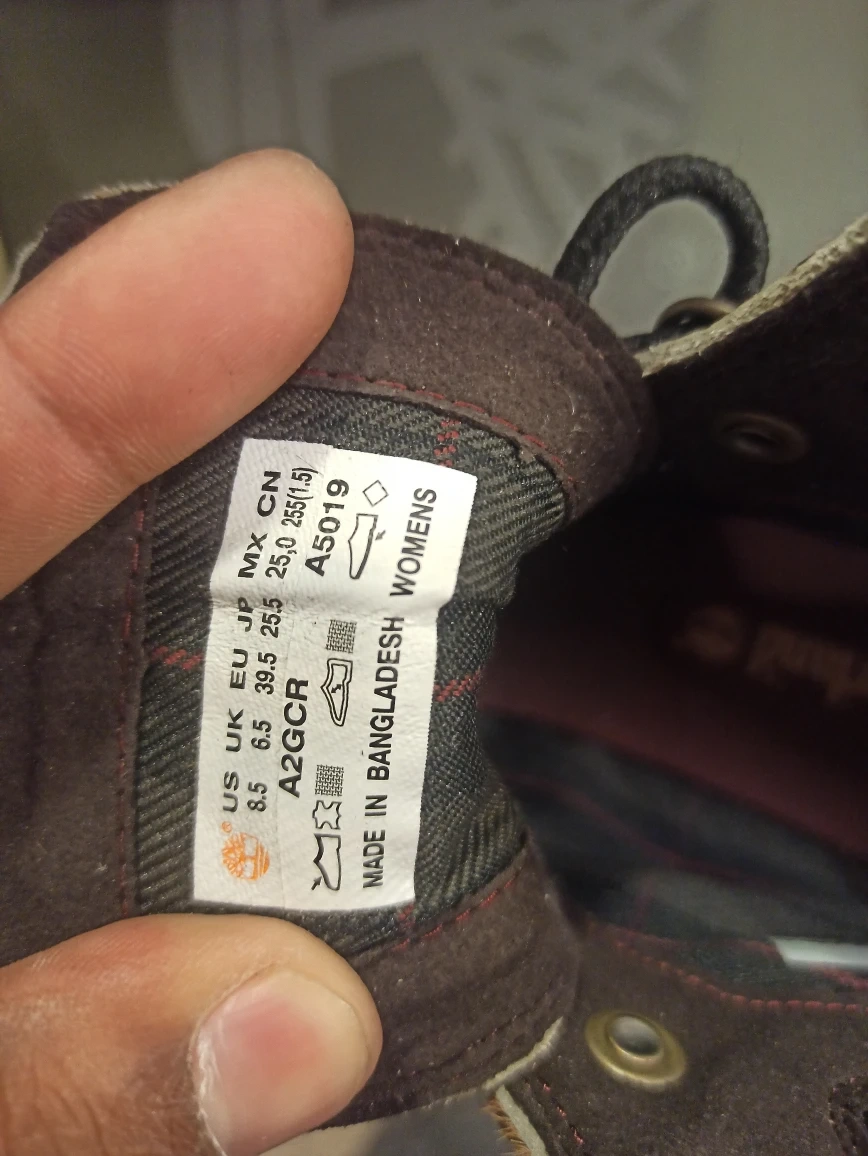 US UK EU JP MX CN
8.5 6.5 39.5 25.5 25,0 255(1.5)
A2GCR A5019
MADE IN BANGLADESH WOMENS